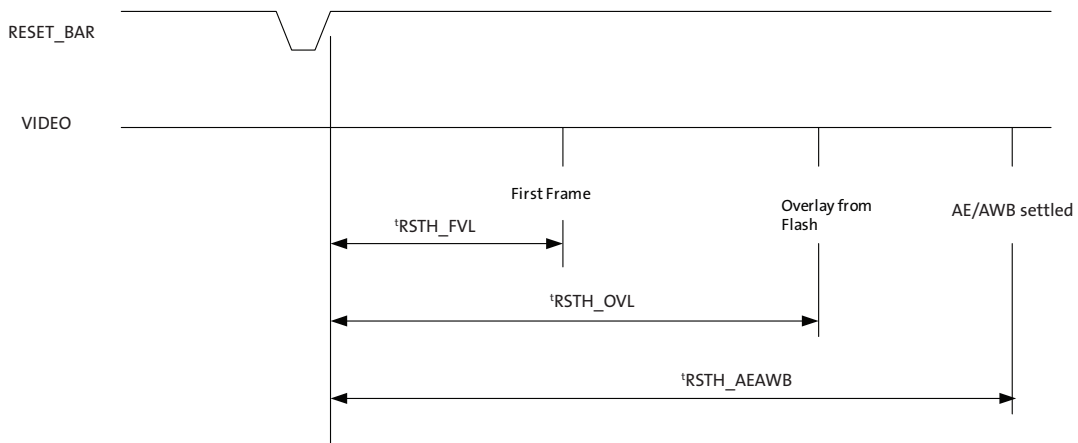 RESET_BAR
VIDEO
First Frame
Overlay from
Flash
AE/AWB settled
tRSTH_FVL
tRSTH_OVL
tRSTH_AEAWB